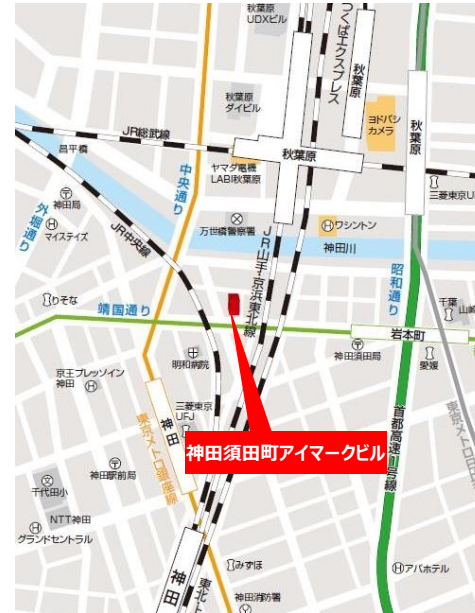 秋葉原
UDXビル
つくばエクスプレス
秋葉原
秋葉原
ダイビル
ヨドバシ
カメラ
秋葉原
JR総武線
昌平橋
秋葉原
ヤマダ電機
LABI秋葉原
三菱東京U
中央通り
外堀通り
神田局
マイステイズ
JR中央線
万世橋警察署
JR山手・京浜東北線
ワシントン
神田川
昭和通り
りそな
靖国通り
千葉
山崎
岩本町
明和病院
神田須田局
愛媛
京王プレッソイン
神田
三菱東京
UFJ
神田
東京メトロ銀座線
神田須田町アイマークビル
首都高速1号線
神田駅前局
千代田小
NTT神田
グランドセントラル
神田
東北
みずほ
アパホテル
神田消防署